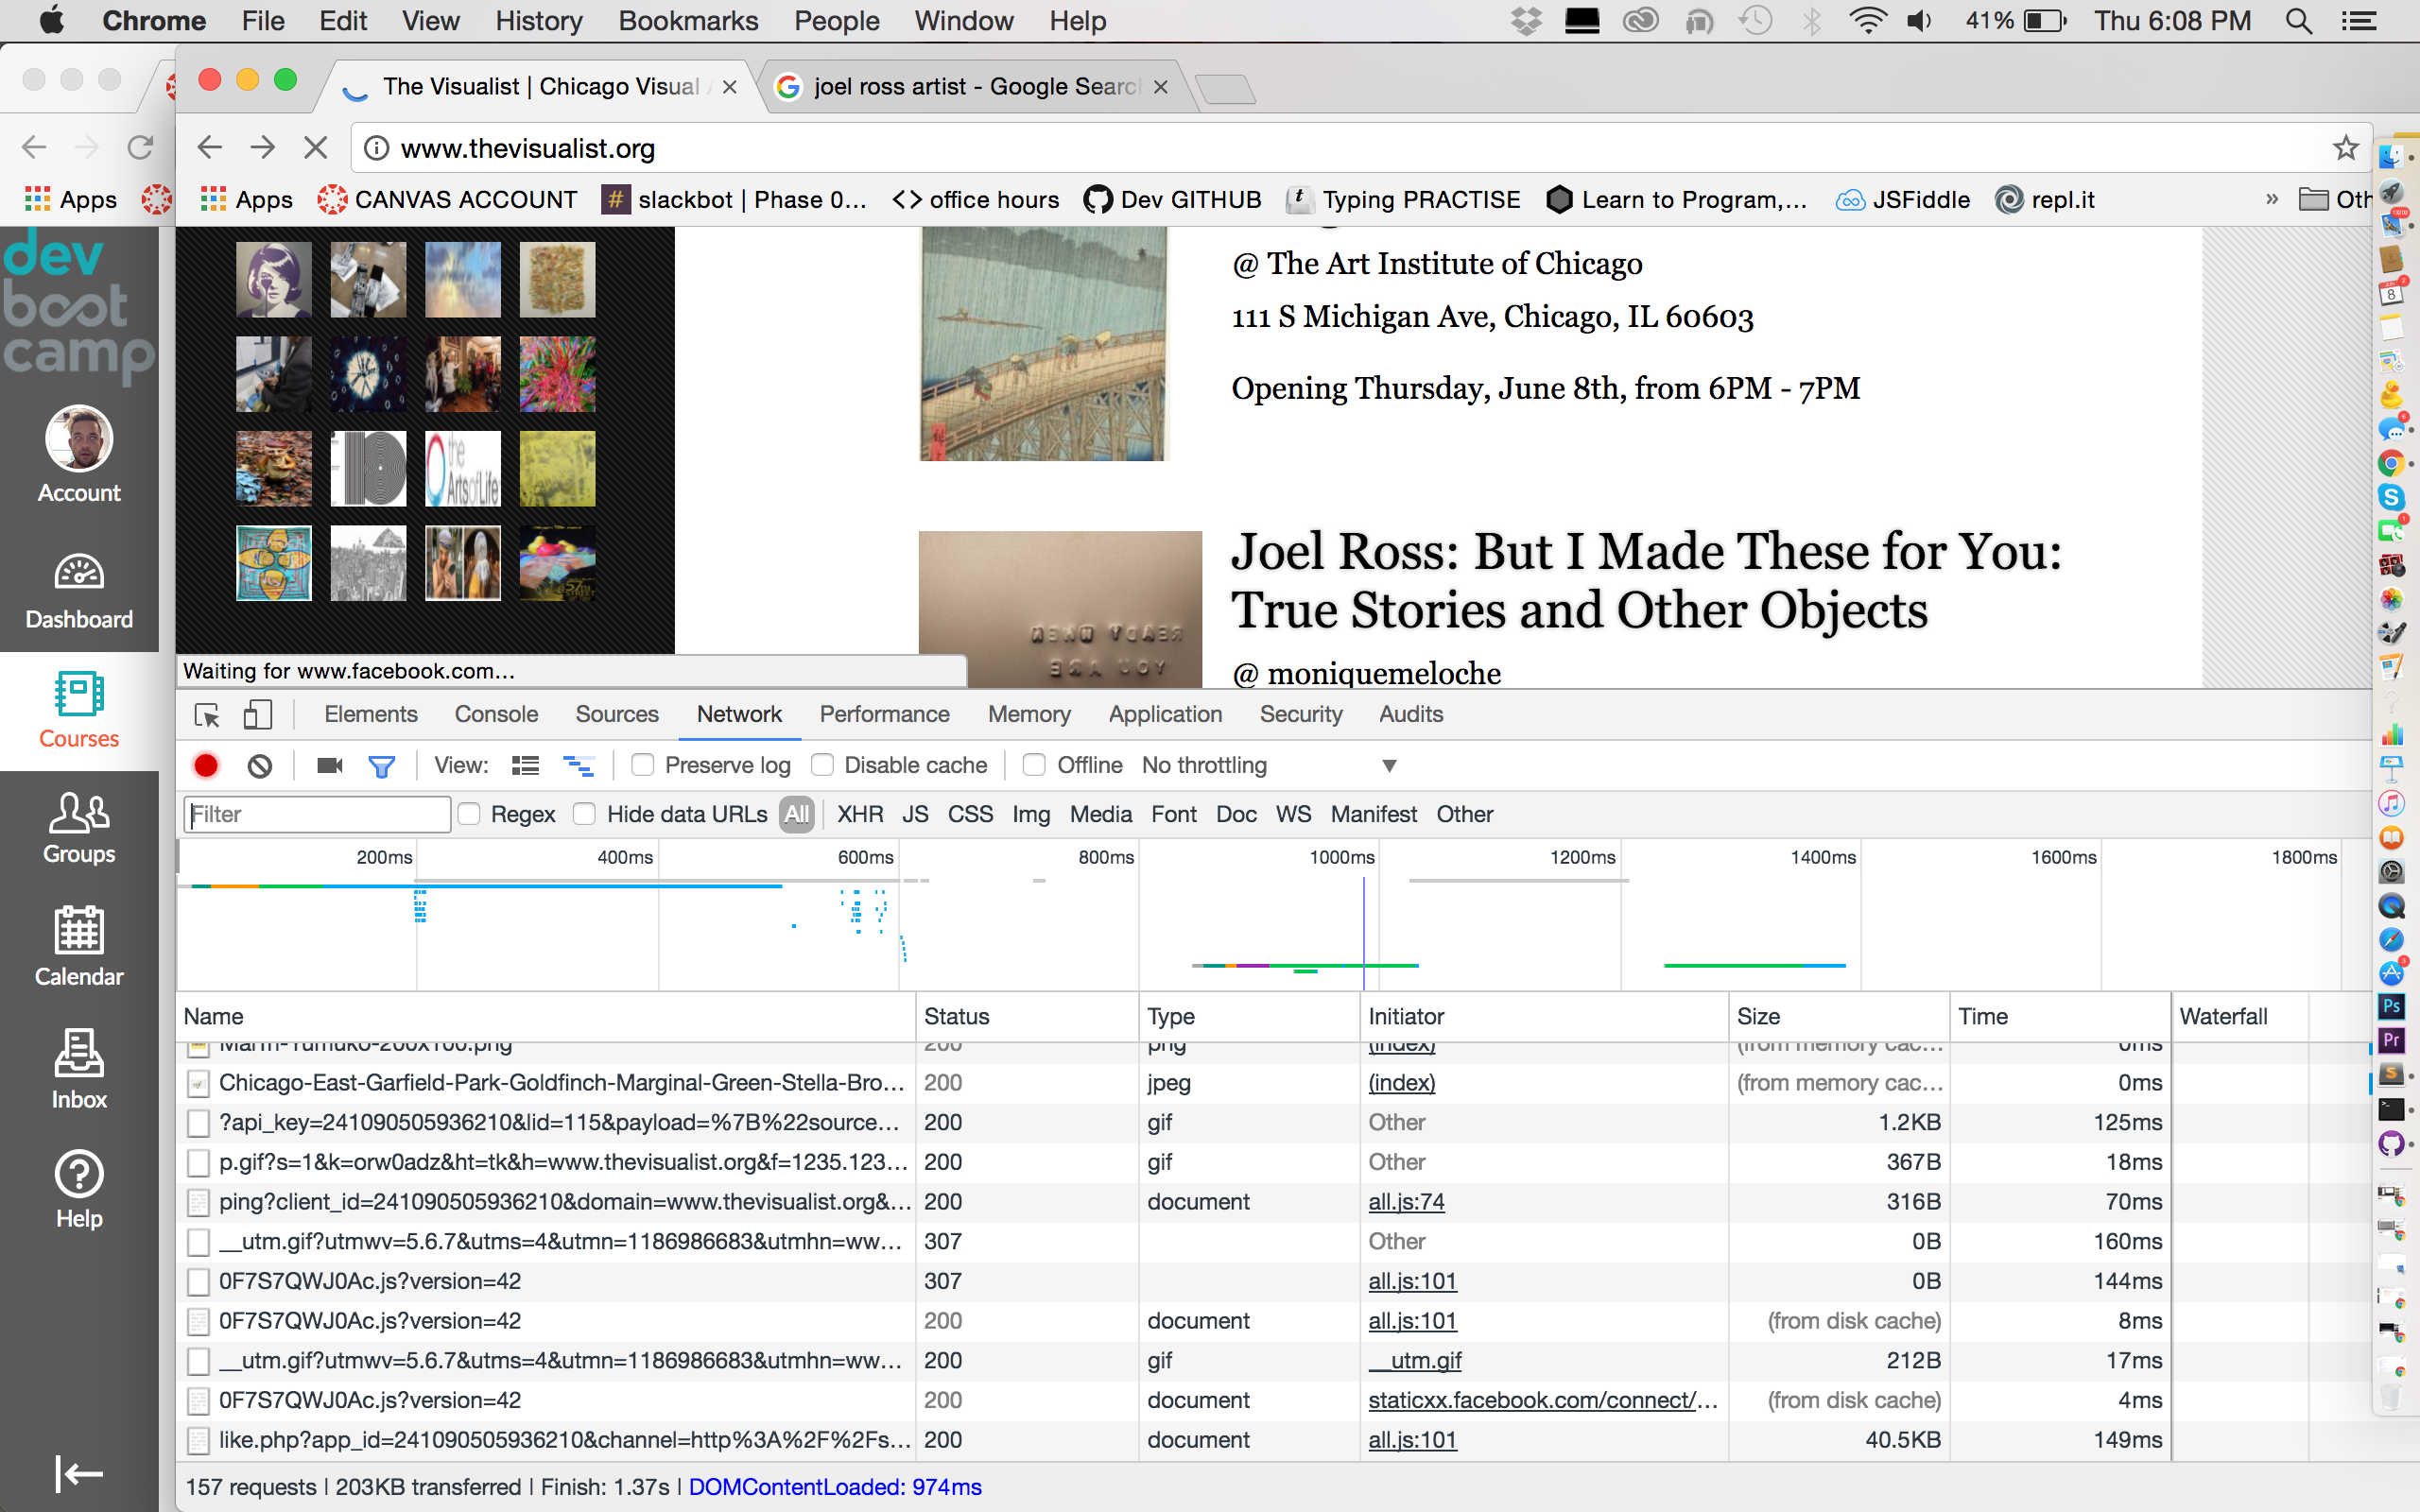 Chrome File Edit View History Bookmarks People Window Help 41% Thu 6:08 PM
The Visualist | Chicago Visual
joel ross artist - Google Search
www.thevisualist.org
Apps
Apps CANVAS ACCOUNT slackbot | Phase 0... <> office hours Dev GITHUB Typing PRACTISE Learn to Program,... JSFiddle repl.it » Oth
dev
boot
camp
Account
Dashboard
Courses
Groups
Calendar
Inbox
Help
the
ArtsofLife
57TH
@ The Art Institute of Chicago
111 S Michigan Ave, Chicago, IL 60603
Opening Thursday, June 8th, from 6PM - 7PM
READY WHEN
YOU ARE
Joel Ross: But I Made These for You:
True Stories and Other Objects
@ moniquemeloche
Waiting for www.facebook.com...
Elements Console Sources Network Performance Memory Application Security Audits
View: Preserve log Disable cache Offline No throttling
Filter Regex Hide data URLs All XHR JS CSS Img Media Font Doc WS Manifest Other
200ms 400ms 600ms 800ms 1000ms 1200ms 1400ms 1600ms 1800ms
Name Status Type Initiator Size Time Waterfall
200 png (index) (from memory cac... 0ms
Chicago-East-Garfield-Park-Goldfinch-Marginal-Green-Stella-Bro... 200 jpeg (index) (from memory cac... 0ms
?api_key=241090505936210&lid=115&payload=%7B%22source... 200 gif Other 1.2KB 125ms
p.gif?s=1&k=orw0adz&ht=tk&h=www.thevisualist.org&f=1235.123... 200 gif Other 367B 18ms
ping?client_id=241090505936210&domain=www.thevisualist.org&... 200 document all.js:74 316B 70ms
__utm.gif?utmwv=5.6.7&utms=4&utmn=1186986683&utmhn=ww... 307 Other 0B 160ms
0F7S7QWJ0Ac.js?version=42 307 all.js:101 0B 144ms
0F7S7QWJ0Ac.js?version=42 200 document all.js:101 (from disk cache) 8ms
__utm.gif?utmwv=5.6.7&utms=4&utmn=1186986683&utmhn=ww... 200 gif __utm.gif 212B 17ms
0F7S7QWJ0Ac.js?version=42 200 document staticxx.facebook.com/connect/... (from disk cache) 4ms
like.php?app_id=241090505936210&channel=http%3A%2F%2Fs... 200 document all.js:101 40.5KB 149ms
157 requests | 203KB transferred | Finish: 1.37s | DOMContentLoaded: 974ms